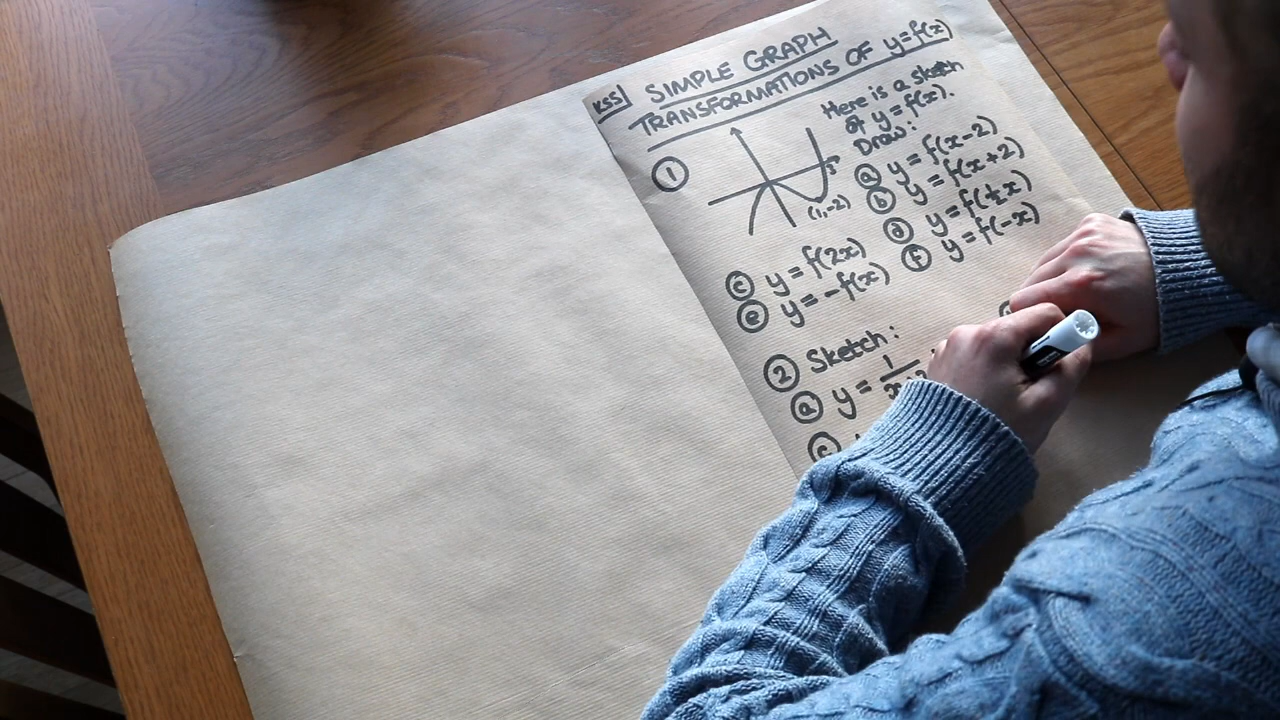 KS5
SIMPLE GRAPH
TRANSFORMATIONS OF y=f(x)
1
Here is a sketch
of y=f(x).
Draw:
(1,-2)
a y=f(x-2)
b y=f(x+2)
c y=f(2x)
d y=f(½x)
e y=-f(x)
f y=f(-x)
2 Sketch:
a y = 1
c